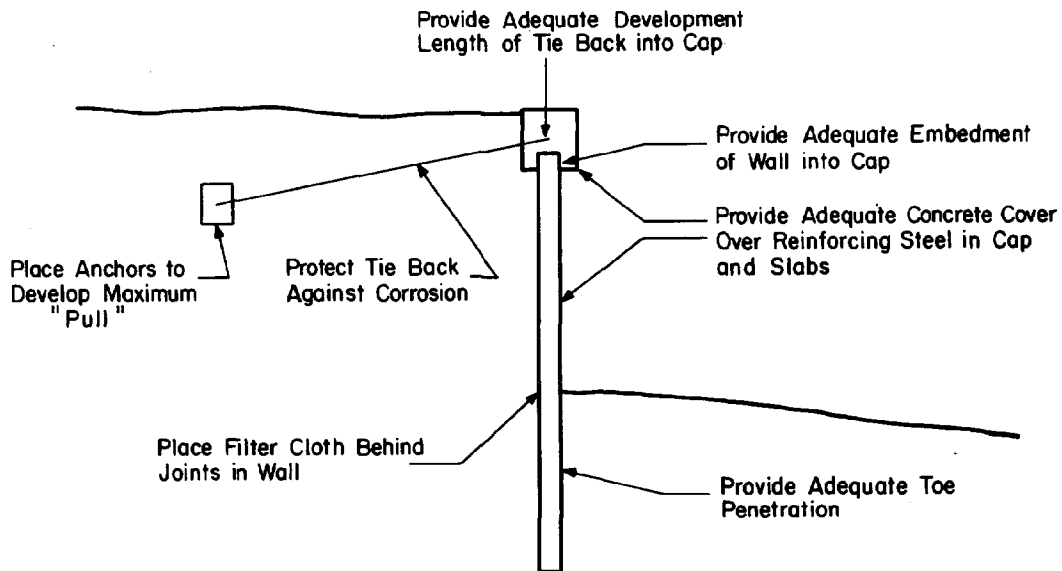 Provide Adequate Development
Length of Tie Back into Cap
Provide Adequate Embedment
of Wall into Cap
Provide Adequate Concrete Cover
Over Reinforcing Steel in Cap
and Slabs
Place Anchors to
Develop Maximum
"Pull"
Protect Tie Back
Against Corrosion
Place Filter Cloth Behind
Joints in Wall
Provide Adequate Toe
Penetration